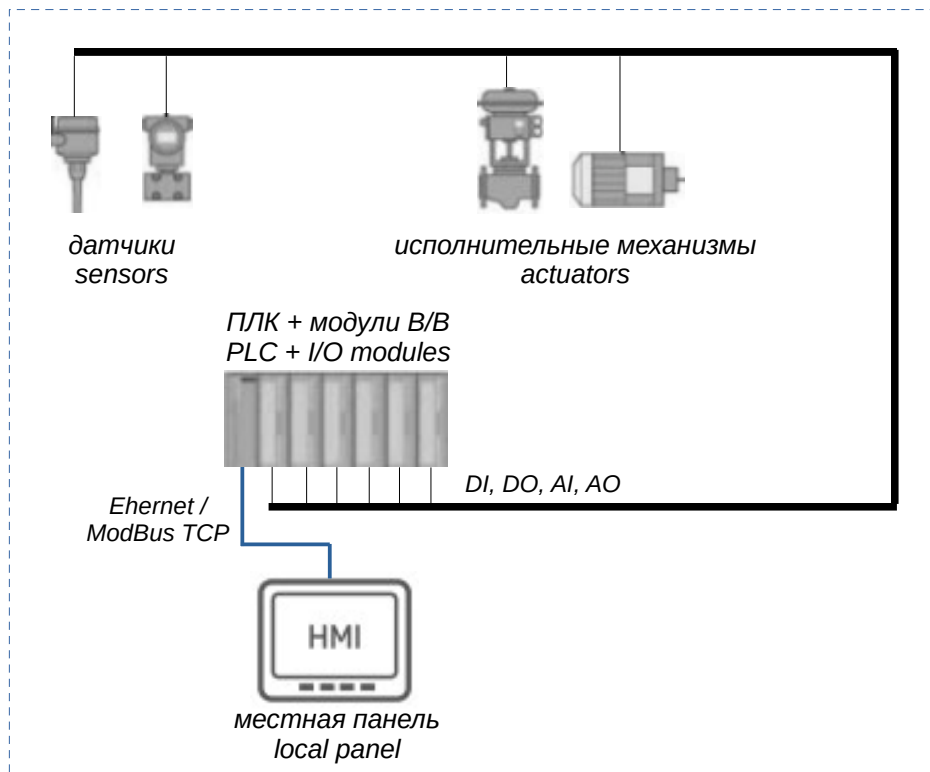 датчики
sensors
исполнительные механизмы
actuators
ПЛК + модули В/В
PLC + I/O modules
DI, DO, AI, AO
Ehernet /
ModBus TCP
HMI
местная панель
local panel